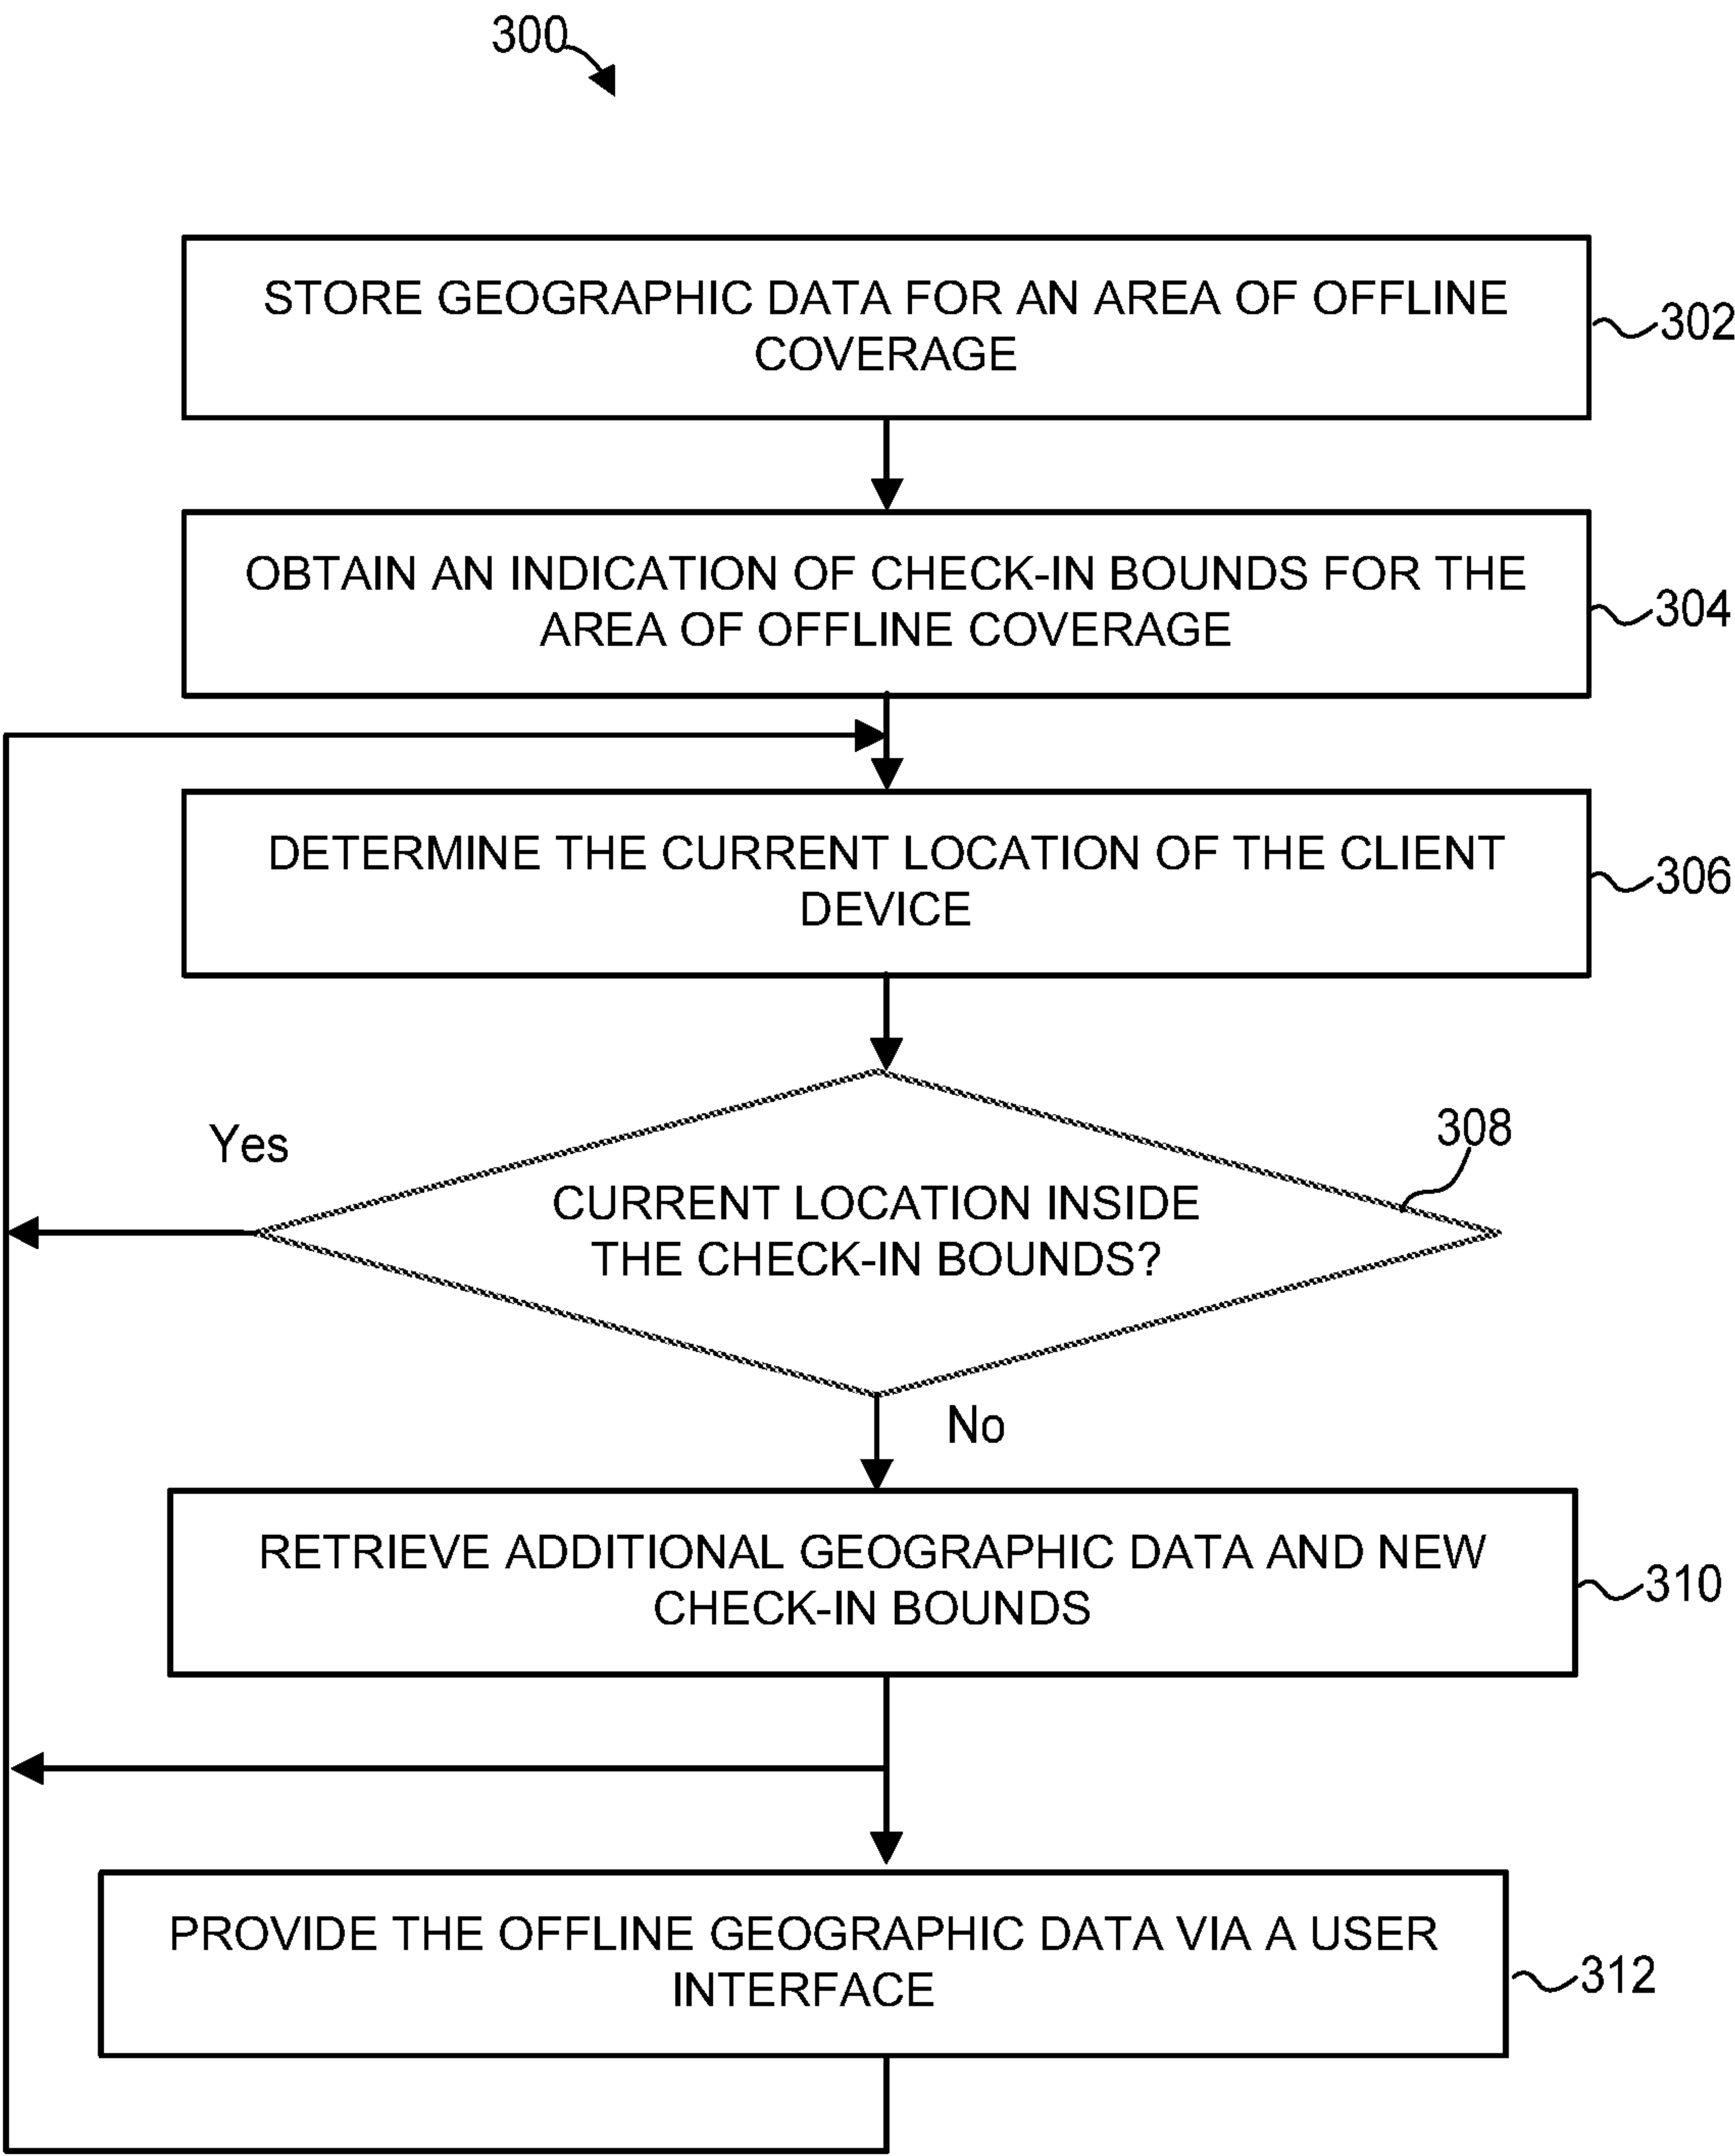 300
STORE GEOGRAPHIC DATA FOR AN AREA OF OFFLINE
COVERAGE
302
OBTAIN AN INDICATION OF CHECK-IN BOUNDS FOR THE
AREA OF OFFLINE COVERAGE
304
DETERMINE THE CURRENT LOCATION OF THE CLIENT
DEVICE
306
Yes
308
CURRENT LOCATION INSIDE
THE CHECK-IN BOUNDS?
No
RETRIEVE ADDITIONAL GEOGRAPHIC DATA AND NEW
CHECK-IN BOUNDS
310
PROVIDE THE OFFLINE GEOGRAPHIC DATA VIA A USER
INTERFACE
312